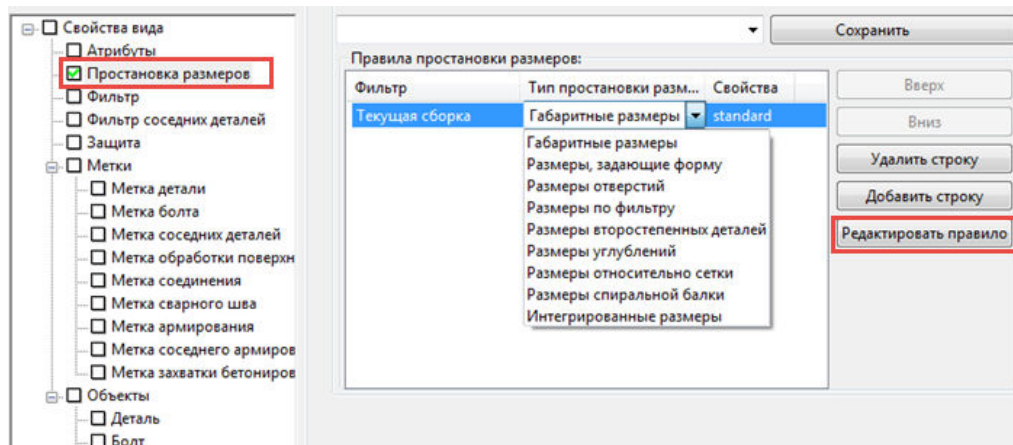 Свойства вида
Атрибуты
Простановка размеров
Фильтр
Фильтр соседних деталей
Защита
Метки
Метка детали
Метка болта
Метка соседних деталей
Метка обработки поверхн
Метка соединения
Метка сварного шва
Метка армирования
Метка соседнего армиров
Метка захватки бетониров
Объекты
Деталь
Болт
Сохранить
Правила простановки размеров:
Фильтр Тип простановки разм... Свойства
Текущая сборка Габаритные размеры standard
Габаритные размеры
Размеры, задающие форму
Размеры отверстий
Размеры по фильтру
Размеры второстепенных деталей
Размеры углублений
Размеры относительно сетки
Размеры спиральной балки
Интегрированные размеры
Вверх
Вниз
Удалить строку
Добавить строку
Редактировать правило